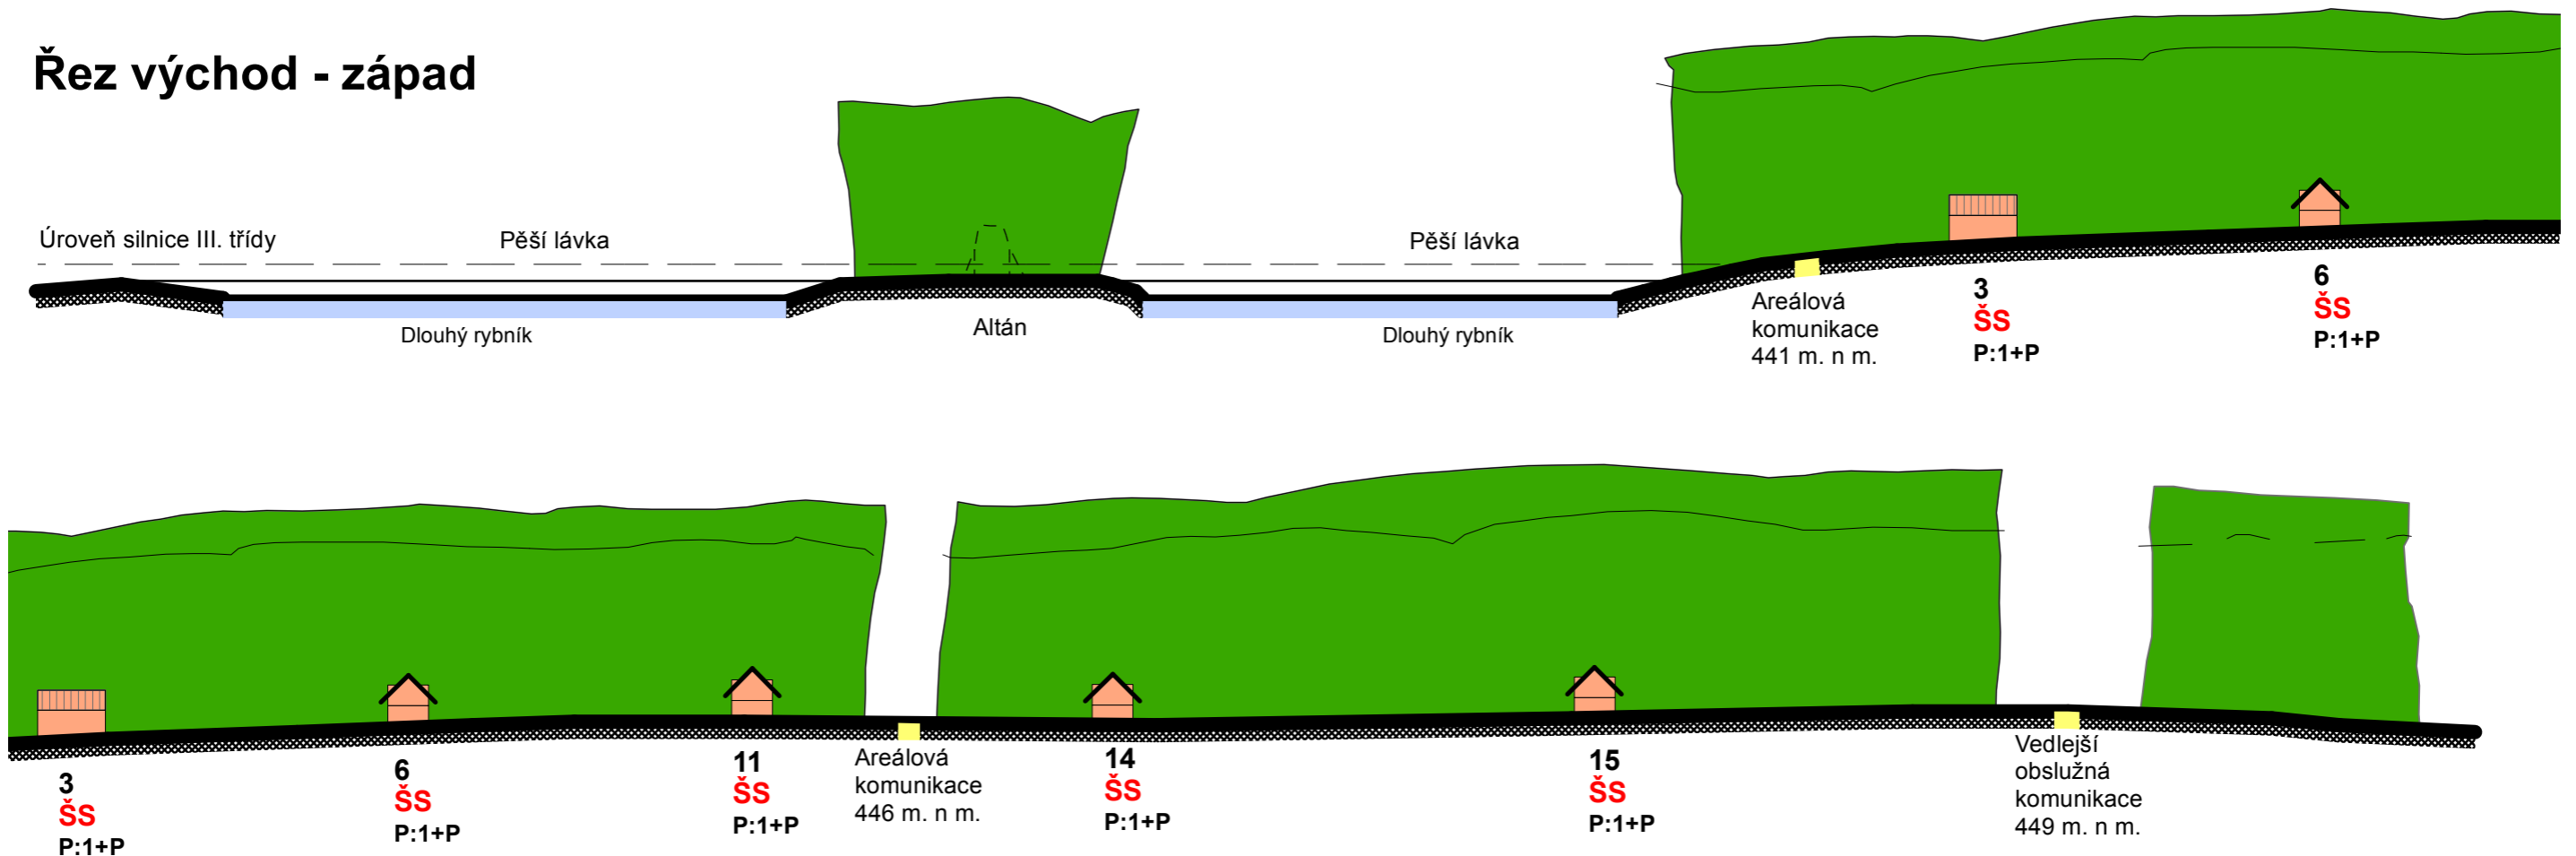 Řez východ - západ
Úroveň silnice III. třídy
Pěší lávka
Pěší lávka
Dlouhý rybník
Altán
Dlouhý rybník
Areálová
komunikace
441 m. n m.
3
ŠS
P:1+P
6
ŠS
P:1+P
3
ŠS
P:1+P
6
ŠS
P:1+P
11
ŠS
P:1+P
Areálová
komunikace
446 m. n m.
14
ŠS
P:1+P
15
ŠS
P:1+P
Vedlejší
obslužná
komunikace
449 m. n m.